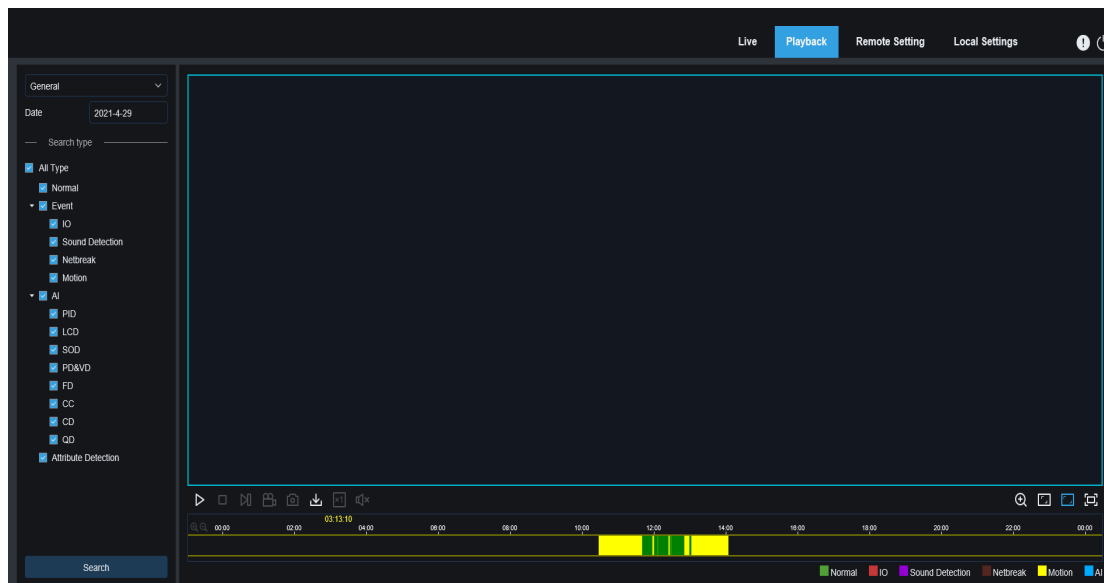 Live Playback Remote Setting Local Settings
General
Date 2021-4-29
Search type
All Type
Normal
Event
IO
Sound Detection
Netbreak
Motion
AI
PID
LCD
SOD
PD&VD
FD
CC
CD
QD
Attribute Detection
x1
03:13:10
00:00 02:00 04:00 06:00 08:00 10:00 12:00 14:00 16:00 18:00 20:00 22:00 00:00
Search
Normal IO Sound Detection Netbreak Motion AI